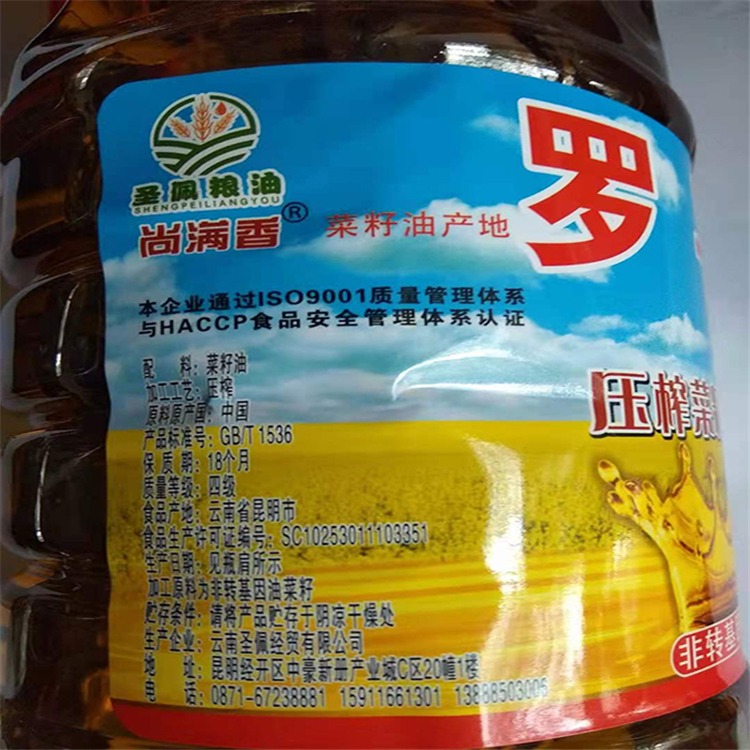 圣佩粮油
SHENGPEILIANGYOU
尚满香®
菜籽油产地
罗
本企业通过ISO9001质量管理体系
与HACCP食品安全管理体系认证
压榨菜
配 料：菜籽油
加工工艺：压榨
原料原产国：中国
产品标准号：GB/T 1536
保 质 期：18个月
质量等级：四级
食品产地：云南省昆明市
食品生产许可证编号：SC10253011103351
生产日期：见瓶肩所示
加工原料为非转基因油菜籽
贮存条件：请将产品贮存于阴凉干燥处
生产企业：云南圣佩经贸有限公司
地 址：昆明经开区中豪新册产业城C区20幢1楼
电 话：0871-67238881 15911661301 13888503006
非转基